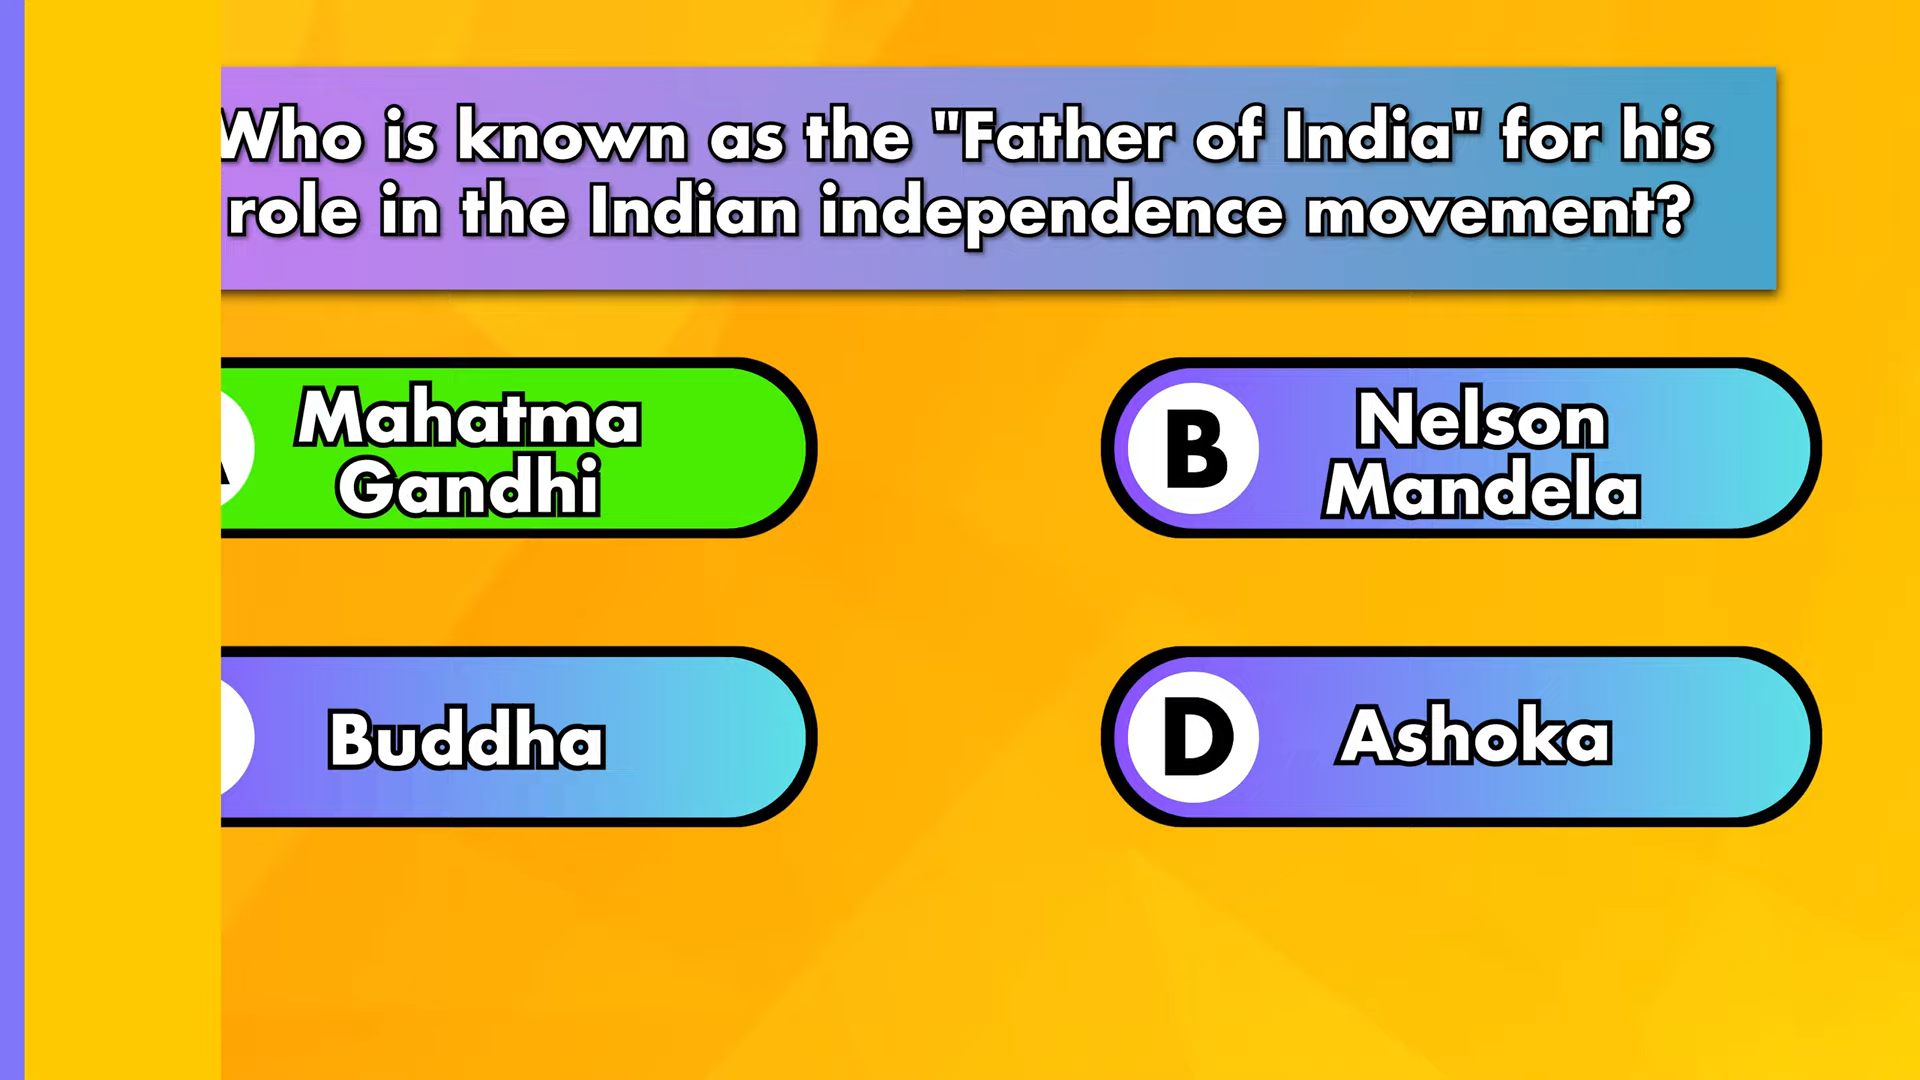 Who is known as the "Father of India" for his
role in the Indian independence movement?
Mahatma
Gandhi
B
Nelson
Mandela
Buddha
D
Ashoka